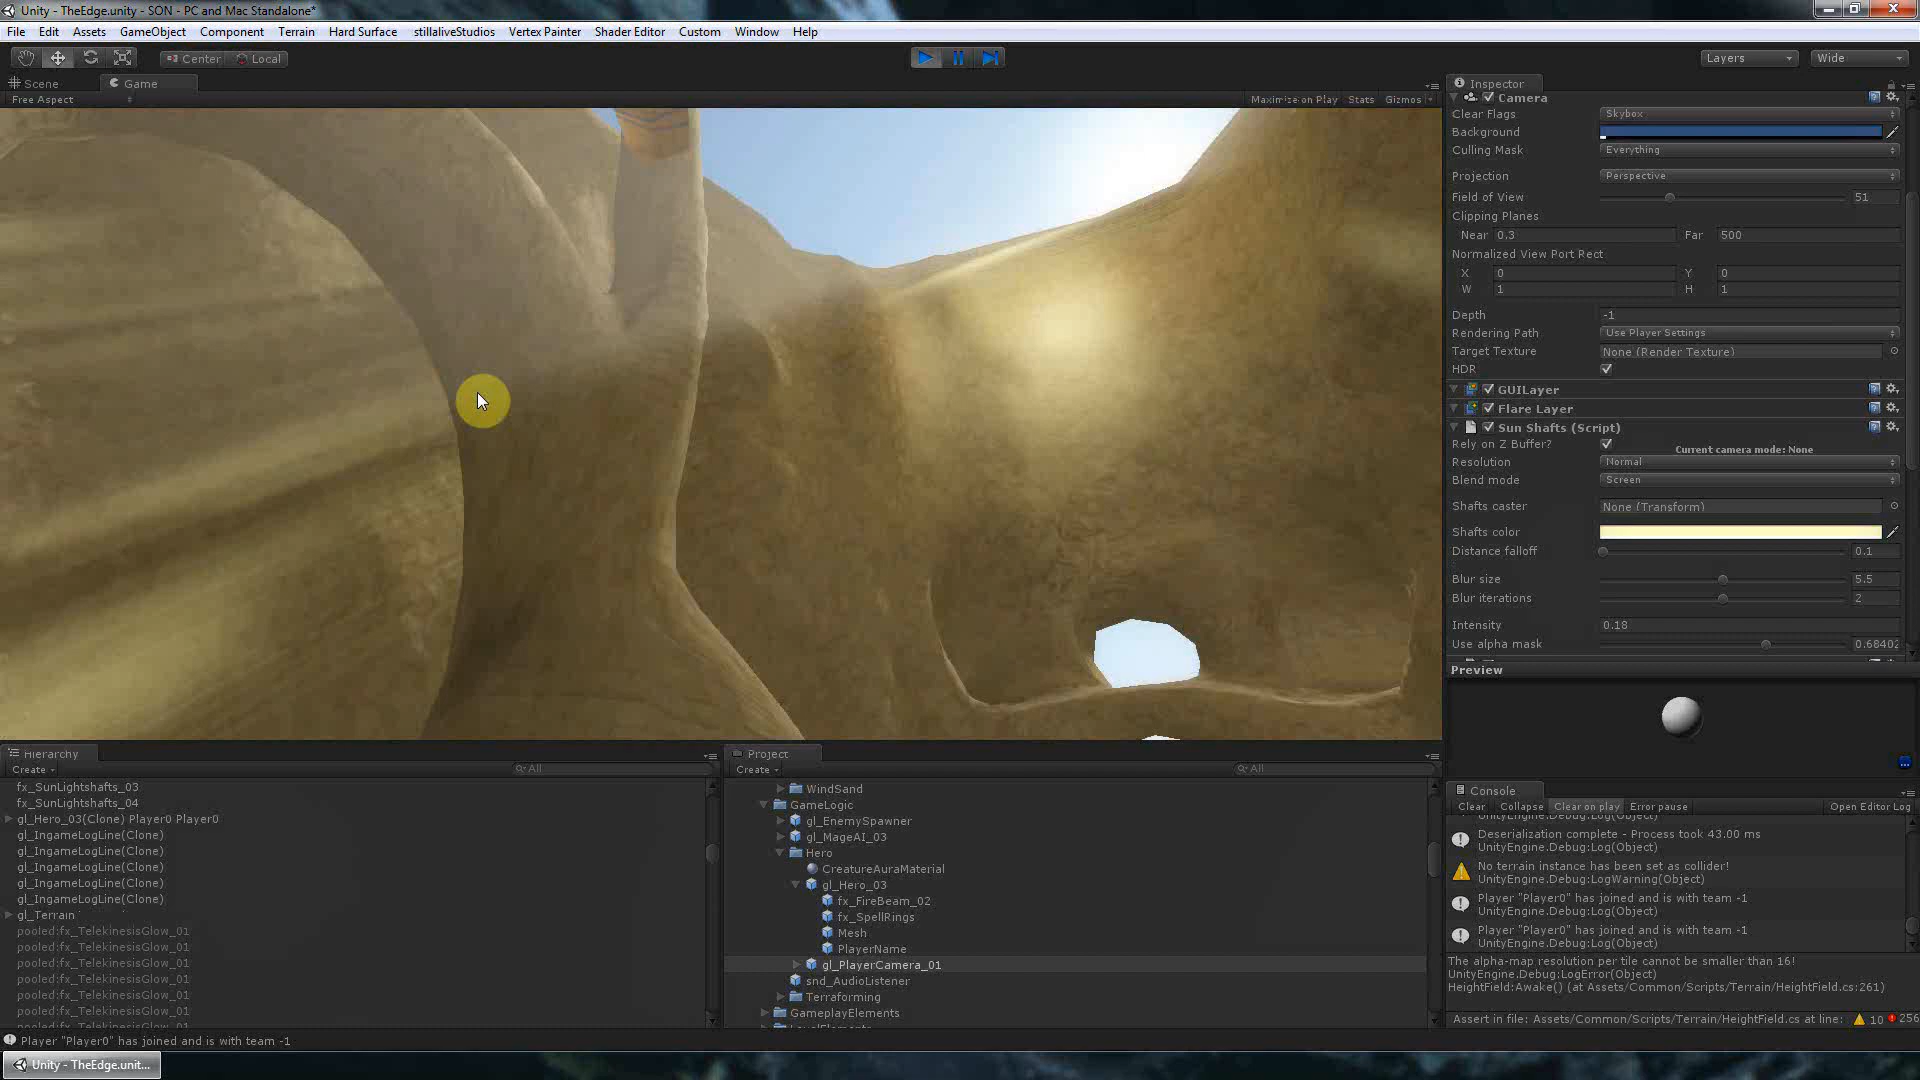 Unity - TheEdge.unity - SON - PC and Mac Standalone*
File Edit Assets GameObject Component Terrain Hard Surface stillaliveStudios Vertex Painter Shader Editor Custom Window Help
Center Local Layers Wide
Scene Game
Free Aspect Maximize on Play Stats Gizmos
Inspector
Camera
Clear Flags Skybox
Background
Culling Mask Everything
Projection Perspective
Field of View 51
Clipping Planes
Near 0.3 Far 500
Normalized View Port Rect
X 0 Y 0
W 1 H 1
Depth -1
Rendering Path Use Player Settings
Target Texture None (Render Texture)
HDR
GUILayer
Flare Layer
Sun Shafts (Script)
Rely on Z Buffer?
Current camera mode: None
Resolution Normal
Blend mode Screen
Shafts caster None (Transform)
Shafts color
Distance falloff 0.1
Blur size 5.5
Blur iterations 2
Intensity 0.18
Use alpha mask 0.68402
Preview
Hierarchy
Create All
fx_SunLightshafts_03
fx_SunLightshafts_04
gl_Hero_03(Clone) Player0 Player0
gl_IngameLogLine(Clone)
gl_IngameLogLine(Clone)
gl_IngameLogLine(Clone)
gl_IngameLogLine(Clone)
gl_IngameLogLine(Clone)
gl_Terrain
pooled:fx_TelekinesisGlow_01
pooled:fx_TelekinesisGlow_01
pooled:fx_TelekinesisGlow_01
pooled:fx_TelekinesisGlow_01
pooled:fx_TelekinesisGlow_01
pooled:fx_TelekinesisGlow_01
pooled:fx_TelekinesisGlow_01
Project
Create All
WindSand
GameLogic
gl_EnemySpawner
gl_MageAI_03
Hero
CreatureAuraMaterial
gl_Hero_03
fx_FireBeam_02
fx_SpellRings
Mesh
PlayerName
gl_PlayerCamera_01
snd_AudioListener
Terraforming
GameplayElements
LevelElements
Console
Clear Collapse Clear on play Error pause Open Editor Log
UnityEngine.Debug:Log(Object)
Deserialization complete - Process took 43.00 ms
UnityEngine.Debug:Log(Object)
No terrain instance has been set as collider!
UnityEngine.Debug:LogWarning(Object)
Player "Player0" has joined and is with team -1
UnityEngine.Debug:Log(Object)
Player "Player0" has joined and is with team -1
UnityEngine.Debug:Log(Object)
The alpha-map resolution per tile cannot be smaller than 16!
UnityEngine.Debug:LogError(Object)
HeightField:Awake() (at Assets/Common/Scripts/Terrain/HeightField.cs:261)
Assert in file: Assets/Common/Scripts/Terrain/HeightField.cs at line: 10 256
Player "Player0" has joined and is with team -1
Unity - TheEdge.unit...